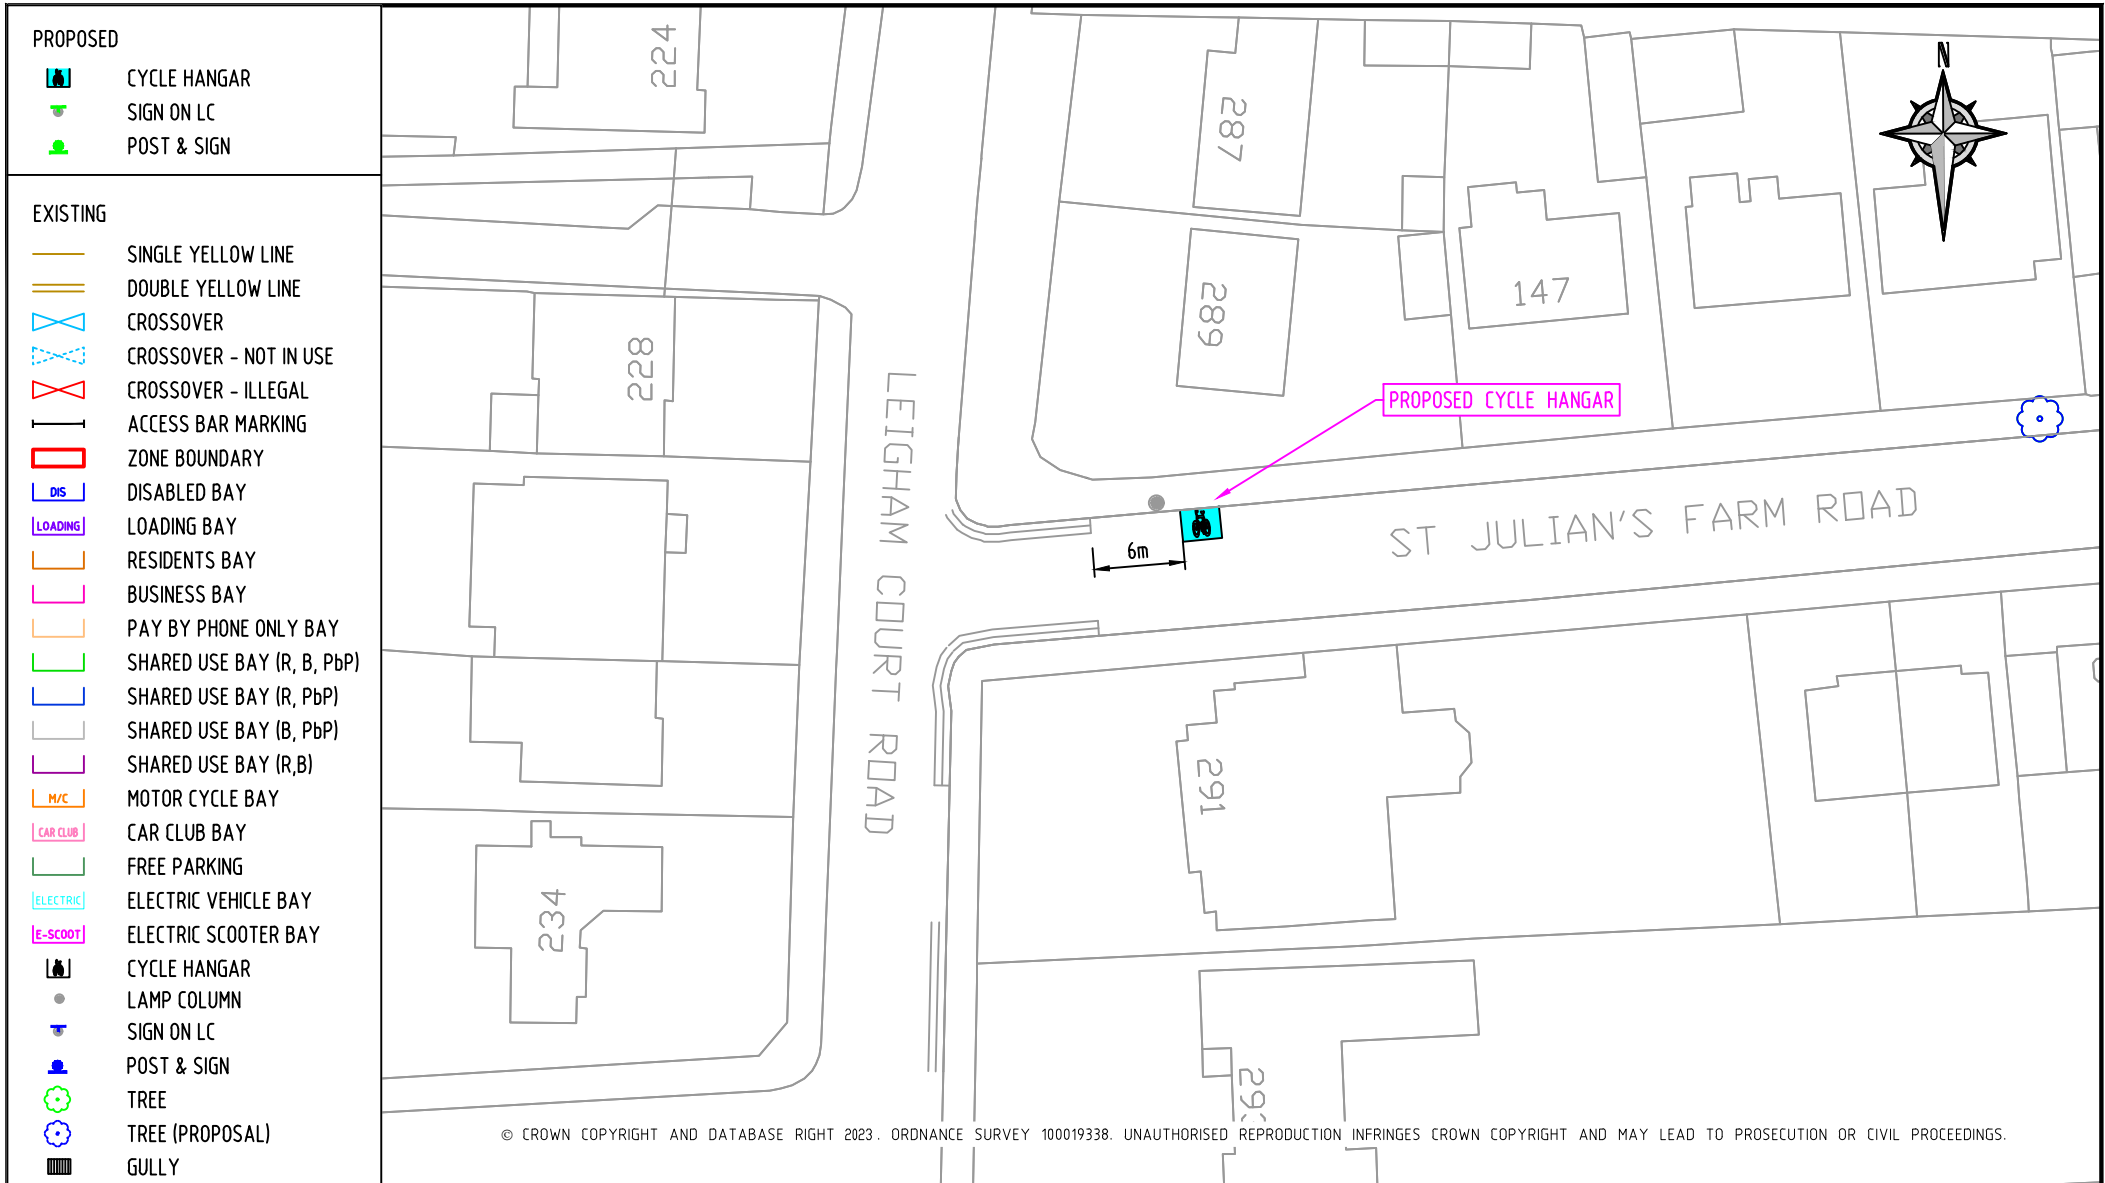 PROPOSED
CYCLE HANGAR
SIGN ON LC
POST & SIGN
EXISTING
SINGLE YELLOW LINE
DOUBLE YELLOW LINE
CROSSOVER
CROSSOVER - NOT IN USE
CROSSOVER - ILLEGAL
ACCESS BAR MARKING
ZONE BOUNDARY
DIS DISABLED BAY
LOADING LOADING BAY
RESIDENTS BAY
BUSINESS BAY
PAY BY PHONE ONLY BAY
SHARED USE BAY (R, B, PbP)
SHARED USE BAY (R, PbP)
SHARED USE BAY (B, PbP)
SHARED USE BAY (R,B)
M/C MOTOR CYCLE BAY
CAR CLUB CAR CLUB BAY
FREE PARKING
ELECTRIC ELECTRIC VEHICLE BAY
E-SCOOT ELECTRIC SCOOTER BAY
CYCLE HANGAR
LAMP COLUMN
SIGN ON LC
POST & SIGN
TREE
TREE (PROPOSAL)
GULLY
224
287
N
289
147
228
PROPOSED CYCLE HANGAR
LEIGHAM COURT ROAD
ST JULIAN'S FARM ROAD
6m
291
234
© CROWN COPYRIGHT AND DATABASE RIGHT 2023. ORDNANCE SURVEY 100019338. UNAUTHORISED REPRODUCTION INFRINGES CROWN COPYRIGHT AND MAY LEAD TO PROSECUTION OR CIVIL PROCEEDINGS.